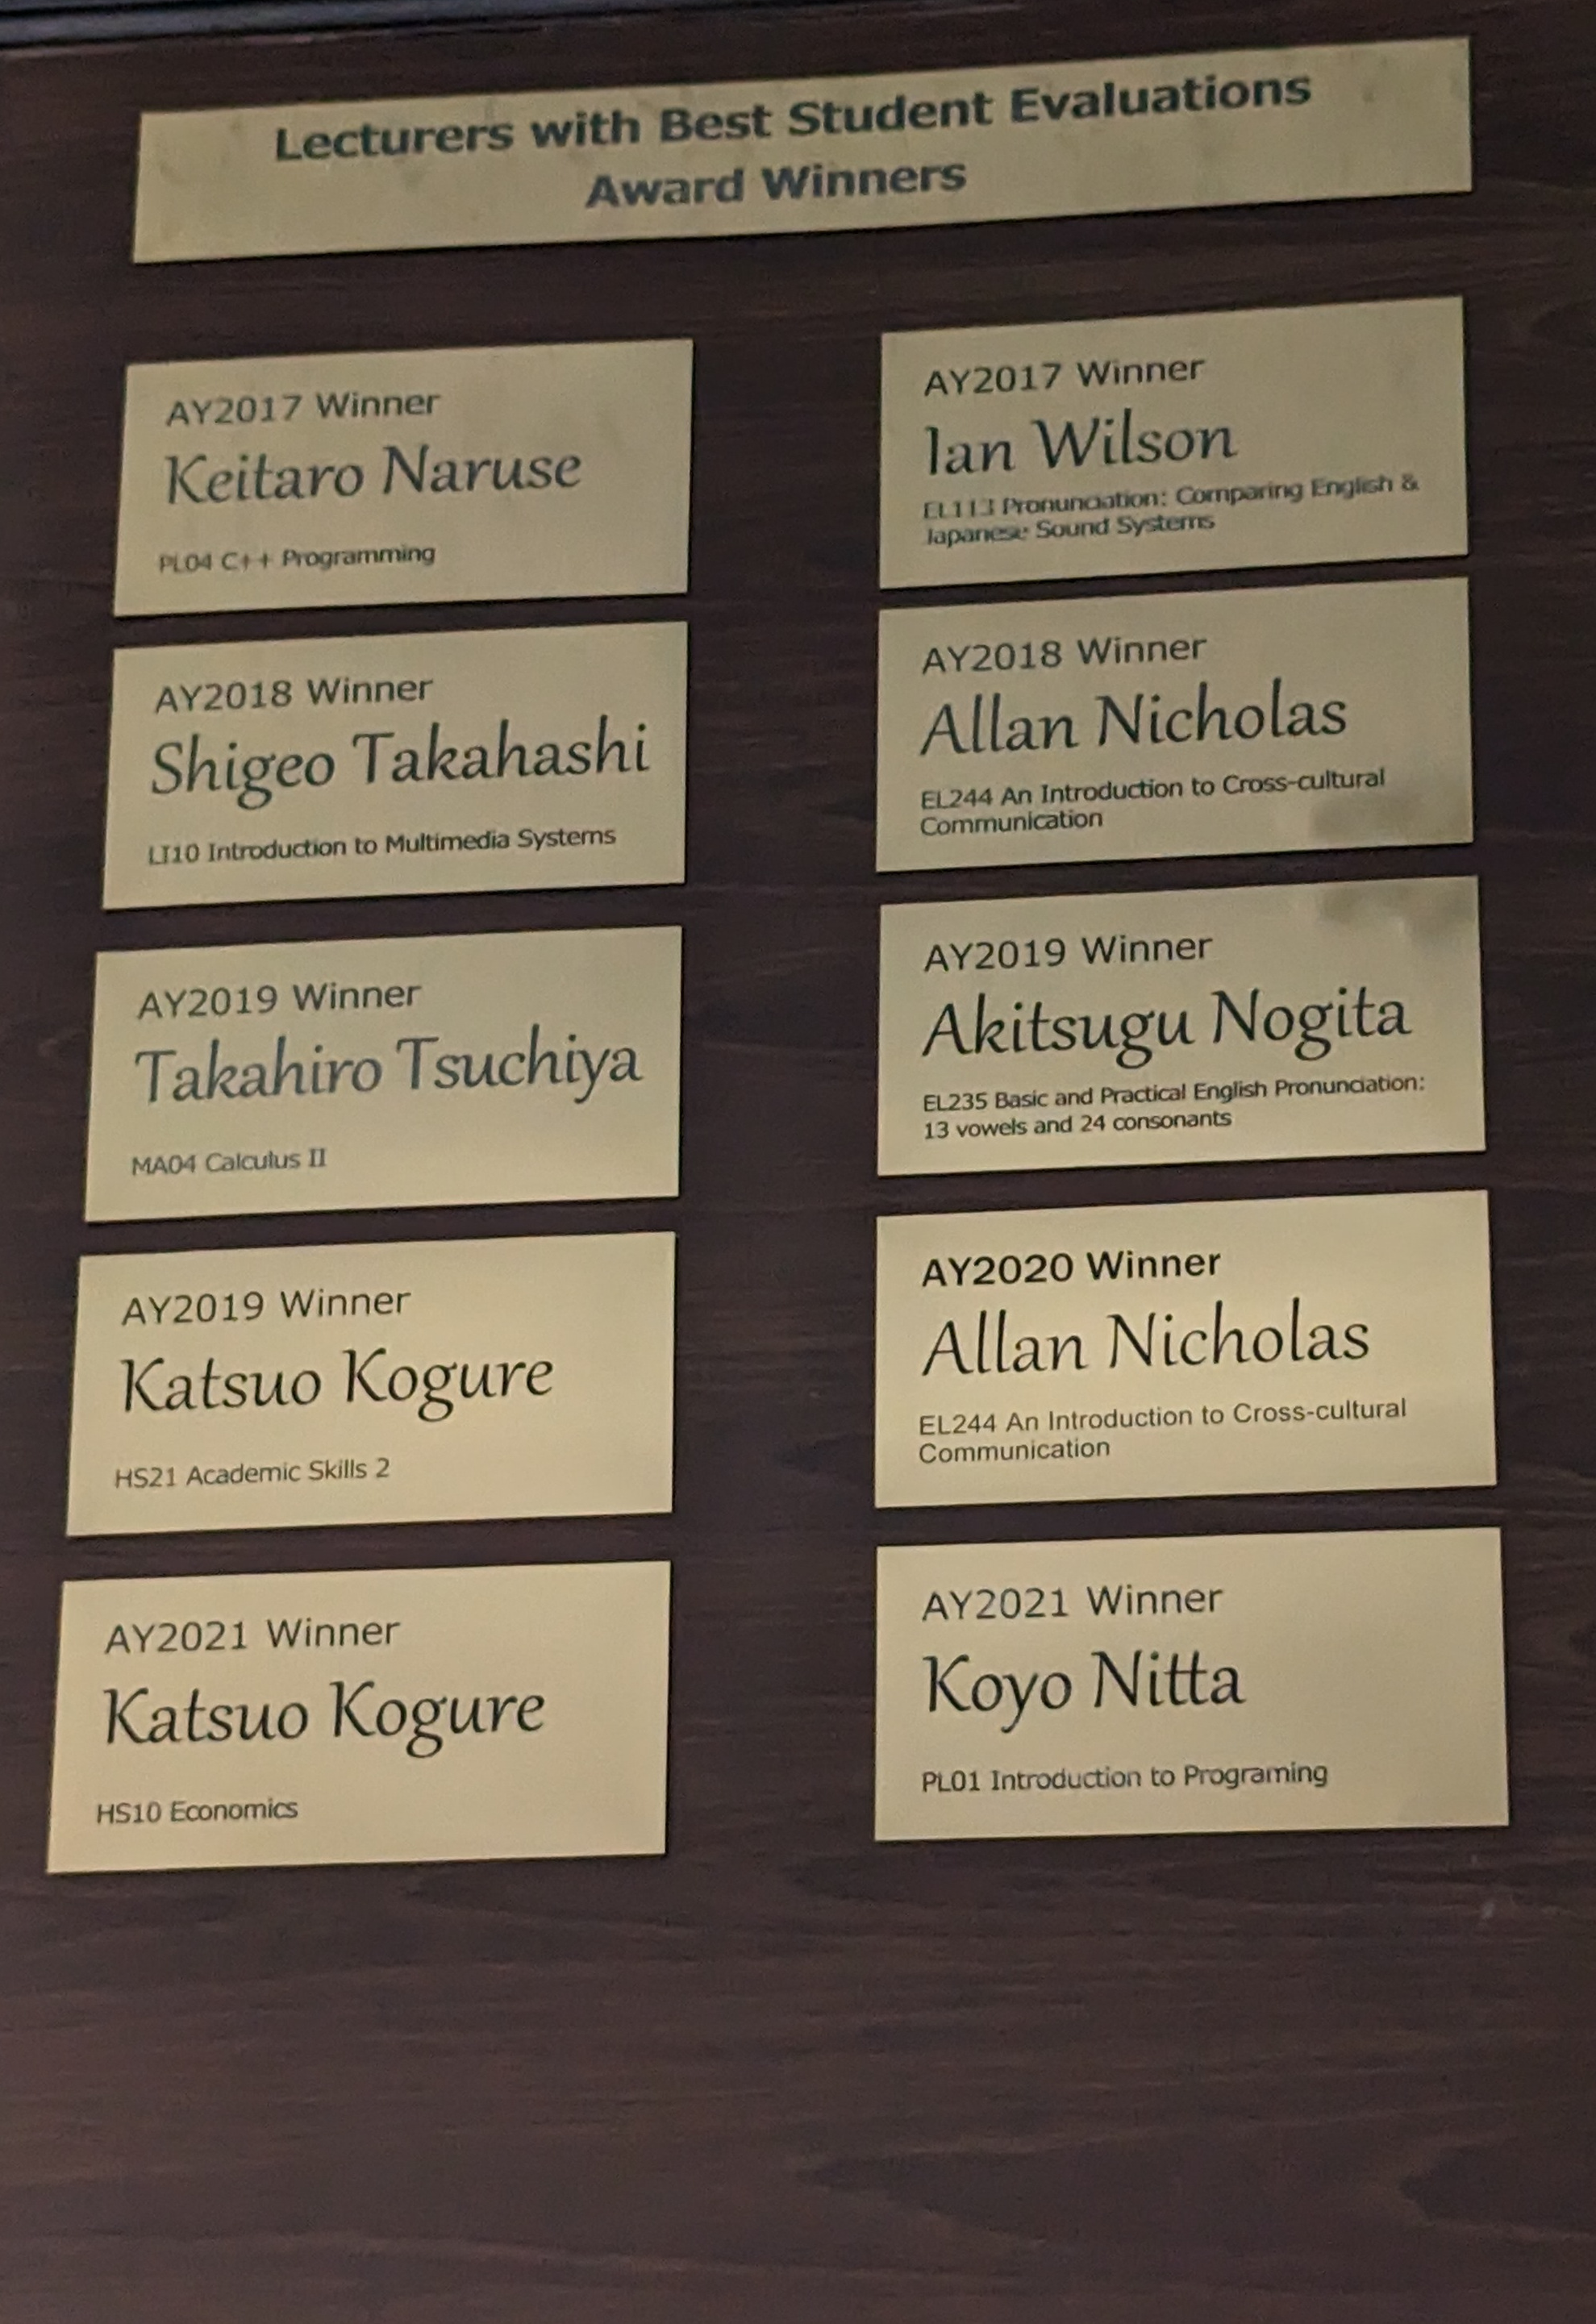 Lecturers with Best Student Evaluations
Award Winners
AY2017 Winner
Keitaro Naruse
PL04 C++ Programming
AY2017 Winner
Ian Wilson
EL113 Pronunciation: Comparing English &
Japanese Sound Systems
AY2018 Winner
Shigeo Takahashi
LI10 Introduction to Multimedia Systems
AY2018 Winner
Allan Nicholas
EL244 An Introduction to Cross-cultural
Communication
AY2019 Winner
Takahiro Tsuchiya
MA04 Calculus II
AY2019 Winner
Akitsugu Nogita
EL235 Basic and Practical English Pronunciation:
13 vowels and 24 consonants
AY2019 Winner
Katsuo Kogure
HS21 Academic Skills 2
AY2020 Winner
Allan Nicholas
EL244 An Introduction to Cross-cultural
Communication
AY2021 Winner
Katsuo Kogure
HS10 Economics
AY2021 Winner
Koyo Nitta
PL01 Introduction to Programing